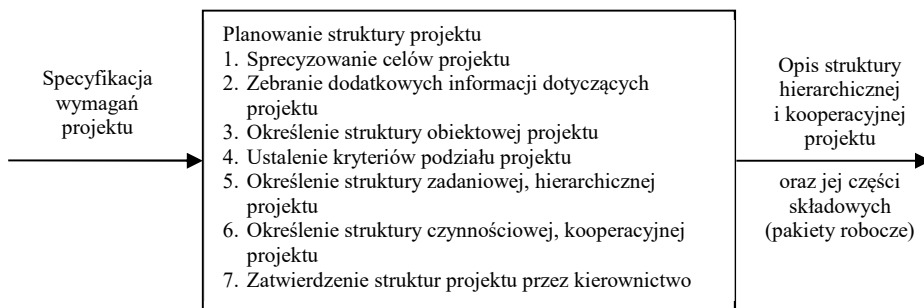 Specyfikacja
wymagań
projektu
Planowanie struktury projektu
1. Sprecyzowanie celów projektu
2. Zebranie dodatkowych informacji dotyczących
projektu
3. Określenie struktury obiektowej projektu
4. Ustalenie kryteriów podziału projektu
5. Określenie struktury zadaniowej, hierarchicznej
projektu
6. Określenie struktury czynnościowej, kooperacyjnej
projektu
7. Zatwierdzenie struktur projektu przez kierownictwo
Opis struktury
hierarchicznej
i kooperacyjnej
projektu
oraz jej części
składowych
(pakiety robocze)